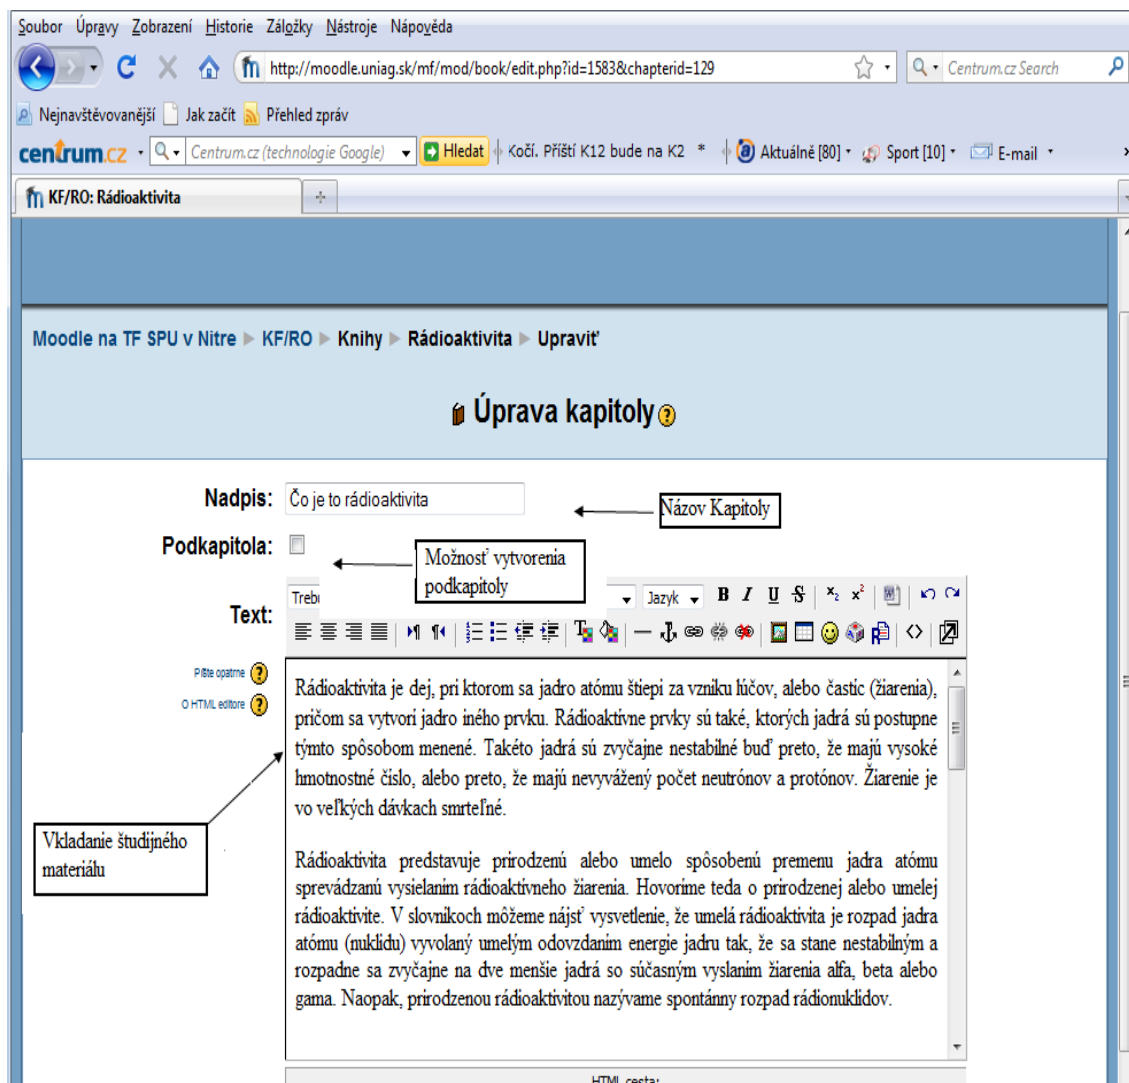 Soubor Úpravy Zobrazení Historie Záložky Nástroje Nápověda
http://moodle.uniag.sk/mf/mod/book/edit.php?id=1583&chapterid=129
Centrum.cz Search
Nejnavštěvovanější Jak začít Přehled zpráv
centrum.cz Centrum.cz (technologie Google) Hledat Kočí. Příští K12 bude na K2 * Aktuálně [80] Sport [10] E-mail
KF/RO: Rádioaktivita
Moodle na TF SPU v Nitre ► KF/RO ► Knihy ► Rádioaktivita ► Upraviť
Úprava kapitoly
Nadpis: Čo je to rádioaktivita
Názov Kapitoly
Podkapitola:
Možnosť vytvorenia
podkapitoly
Text:
Jazyk B I U S x₂ x²
Píšte opatrne
O HTML editore
Rádioaktivita je dej, pri ktorom sa jadro atómu štiepi za vzniku lúčov, alebo častíc (žiarenia),
pričom sa vytvorí jadro iného prvku. Rádioaktívne prvky sú také, ktorých jadrá sú postupne
týmto spôsobom menené. Takéto jadrá sú zvyčajne nestabilné buď preto, že majú vysoké
hmotnostné číslo, alebo preto, že majú nevyvážený počet neutrónov a protónov. Žiarenie je
vo veľkých dávkach smrteľné.
Vkladanie študijného
materiálu
Rádioaktivita predstavuje prirodzenú alebo umelo spôsobenú premenu jadra atómu
sprevádzanú vysielaním rádioaktívneho žiarenia. Hovoríme teda o prirodzenej alebo umelej
rádioaktivite. V slovníkoch môžeme nájsť vysvetlenie, že umelá rádioaktivita je rozpad jadra
atómu (nuklidu) vyvolaný umelým odovzdaním energie jadru tak, že sa stane nestabilným a
rozpadne sa zvyčajne na dve menšie jadrá so súčasným vyslaním žiarenia alfa, beta alebo
gama. Naopak, prirodzenou rádioaktivitou nazývame spontánny rozpad rádionuklidov.
HTML cesta: